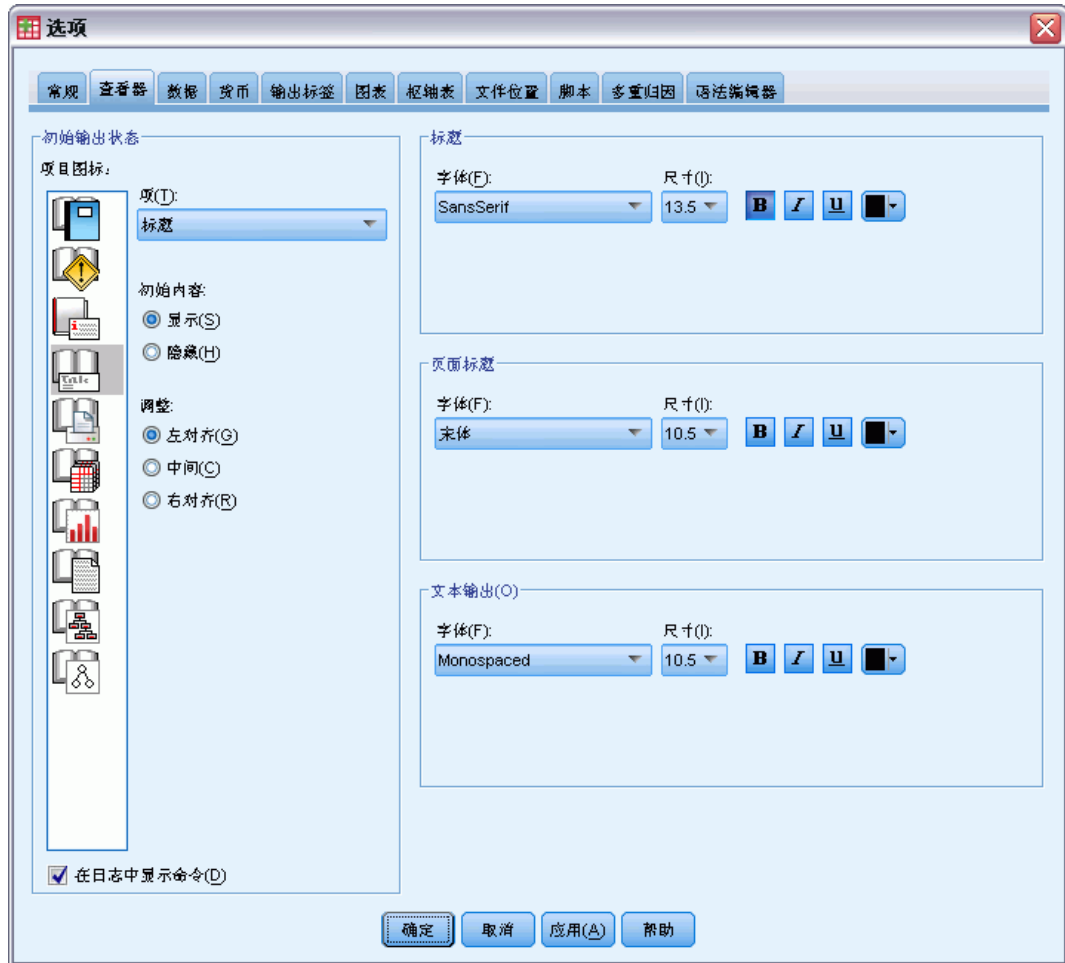 选项
常规 查看器 数据 货币 输出标签 图表 枢轴表 文件位置 脚本 多重归因 语法编辑器
初始输出状态
项目图标:
项(T):
标题
初始内容:
显示(S)
隐藏(H)
调整:
左对齐(G)
中间(C)
右对齐(R)
在日志中显示命令(D)
标题
字体(F): 尺寸(I):
SansSerif 13.5 B I U
页面标题
字体(F): 尺寸(I):
宋体 10.5 B I U
文本输出(O)
字体(F): 尺寸(I):
Monospaced 10.5 B I U
确定 取消 应用(A) 帮助